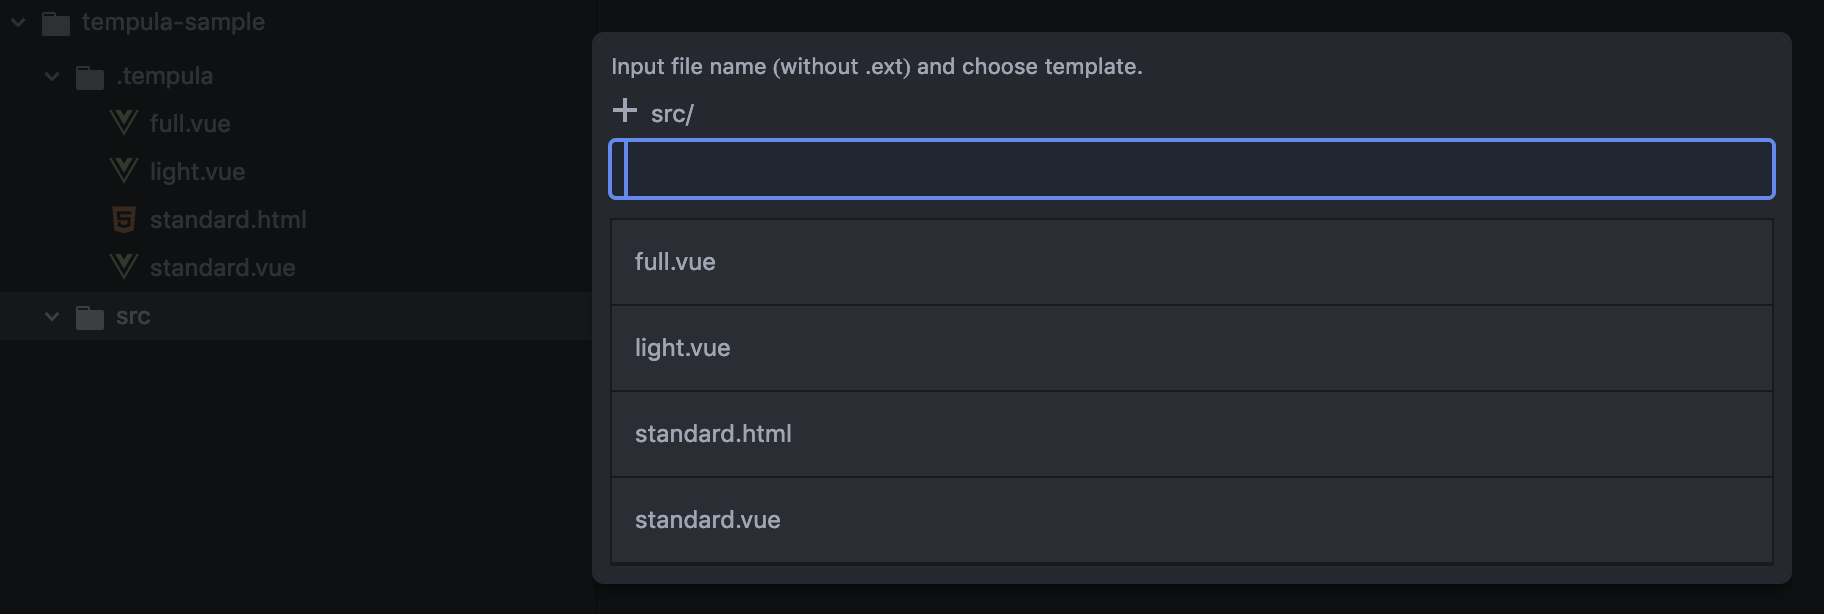 tempula-sample
.tempula
full.vue
light.vue
standard.html
standard.vue
src
Input file name (without .ext) and choose template.
src/
full.vue
light.vue
standard.html
standard.vue